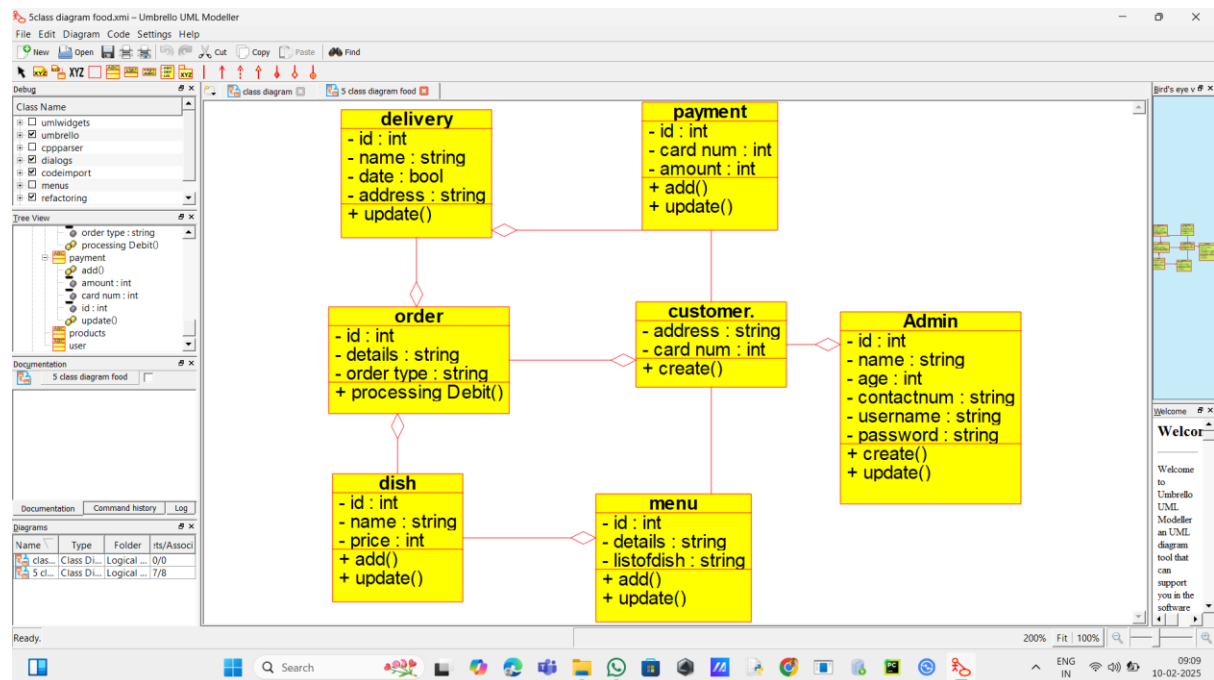 5class diagram food.xmi – Umbrello UML Modeller
File Edit Diagram Code Settings Help
New Open Cut Copy Paste Find
XYZ
Debug
class diagram
5 class diagram food
Bird's eye v
Class Name
umlwidgets
umbrello
cppparser
dialogs
codeimport
menus
refactoring
Tree View
order type : string
processing Debit()
payment
add()
amount : int
card num : int
id : int
update()
products
user
Documentation
5 class diagram food
Documentation Command history Log
Diagrams
Name Type Folder :ts/Associ
clas... Class Di... Logical ... 0/0
5 cl... Class Di... Logical ... 7/8
delivery
- id : int
- name : string
- date : bool
- address : string
+ update()
payment
- id : int
- card num : int
- amount : int
+ add()
+ update()
order
- id : int
- details : string
- order type : string
+ processing Debit()
customer.
- address : string
- card num : int
+ create()
Admin
- id : int
- name : string
- age : int
- contactnum : string
- username : string
- password : string
+ create()
+ update()
dish
- id : int
- name : string
- price : int
+ add()
+ update()
menu
- id : int
- details : string
- listofdish : string
+ add()
+ update()
Welcome
Welcor
Welcome
to
Umbrello
UML
Modeller
an UML
diagram
tool that
can
support
you in the
software
Ready.
200% Fit 100%
Search
ENG
IN
09:09
10-02-2025